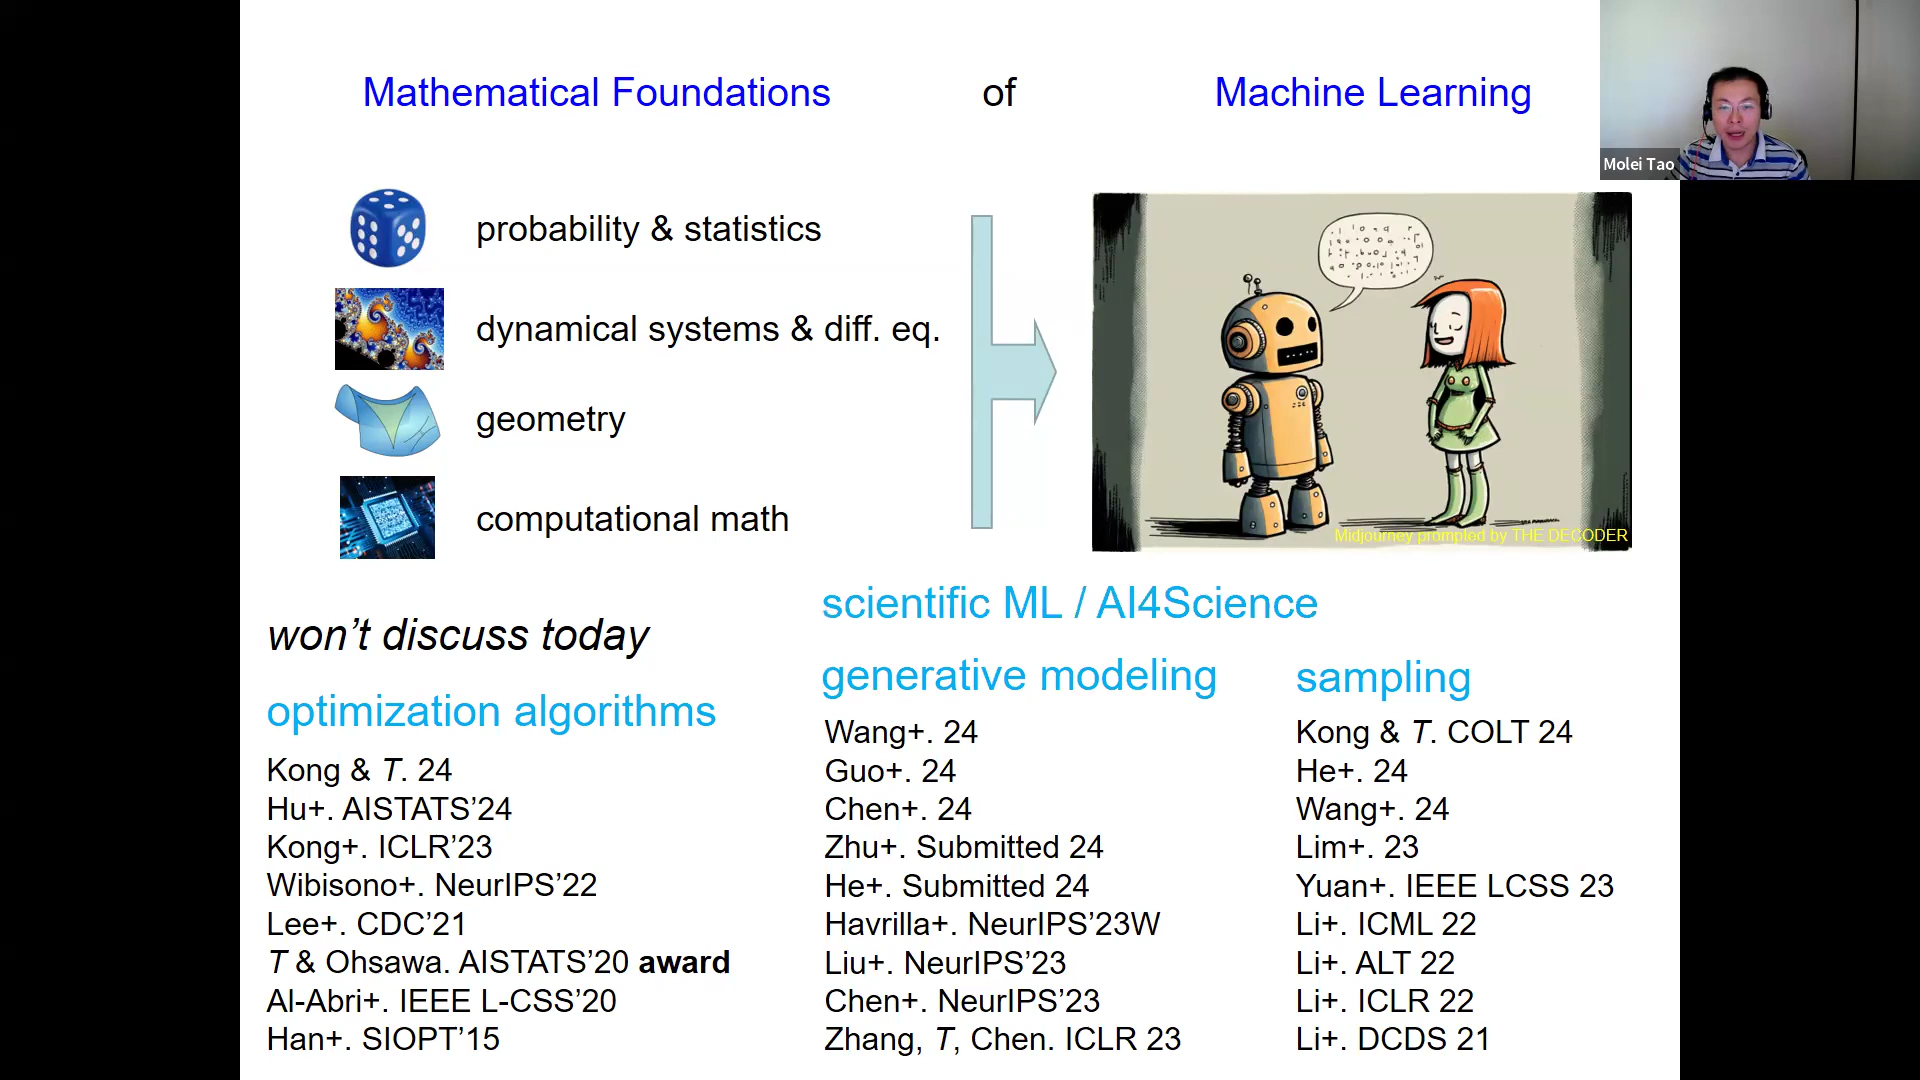 Mathematical Foundations of Machine Learning
Molei Tao
probability & statistics
dynamical systems & diff. eq.
geometry
computational math
Midjourney prompted by THE DECODER
won’t discuss today
optimization algorithms
Kong & T. 24
Hu+. AISTATS’24
Kong+. ICLR’23
Wibisono+. NeurIPS’22
Lee+. CDC’21
T & Ohsawa. AISTATS’20 award
Al-Abri+. IEEE L-CSS’20
Han+. SIOPT’15
scientific ML / AI4Science
generative modeling
Wang+. 24
Guo+. 24
Chen+. 24
Zhu+. Submitted 24
He+. Submitted 24
Havrilla+. NeurIPS’23W
Liu+. NeurIPS’23
Chen+. NeurIPS’23
Zhang, T, Chen. ICLR 23
sampling
Kong & T. COLT 24
He+. 24
Wang+. 24
Lim+. 23
Yuan+. IEEE LCSS 23
Li+. ICML 22
Li+. ALT 22
Li+. ICLR 22
Li+. DCDS 21